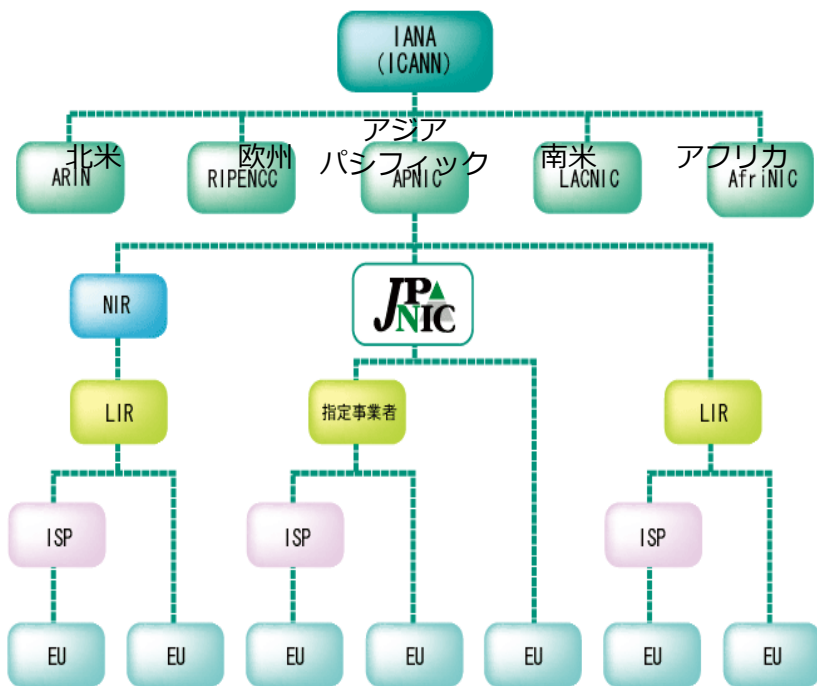 IANA
(ICANN)
北米
欧州
アジア
パシフィック
南米
アフリカ
ARIN
RIPENCC
APNIC
LACNIC
AfriNIC
NIR
JPNIC
LIR
指定事業者
LIR
ISP
ISP
ISP
EU
EU
EU
EU
EU
EU
EU